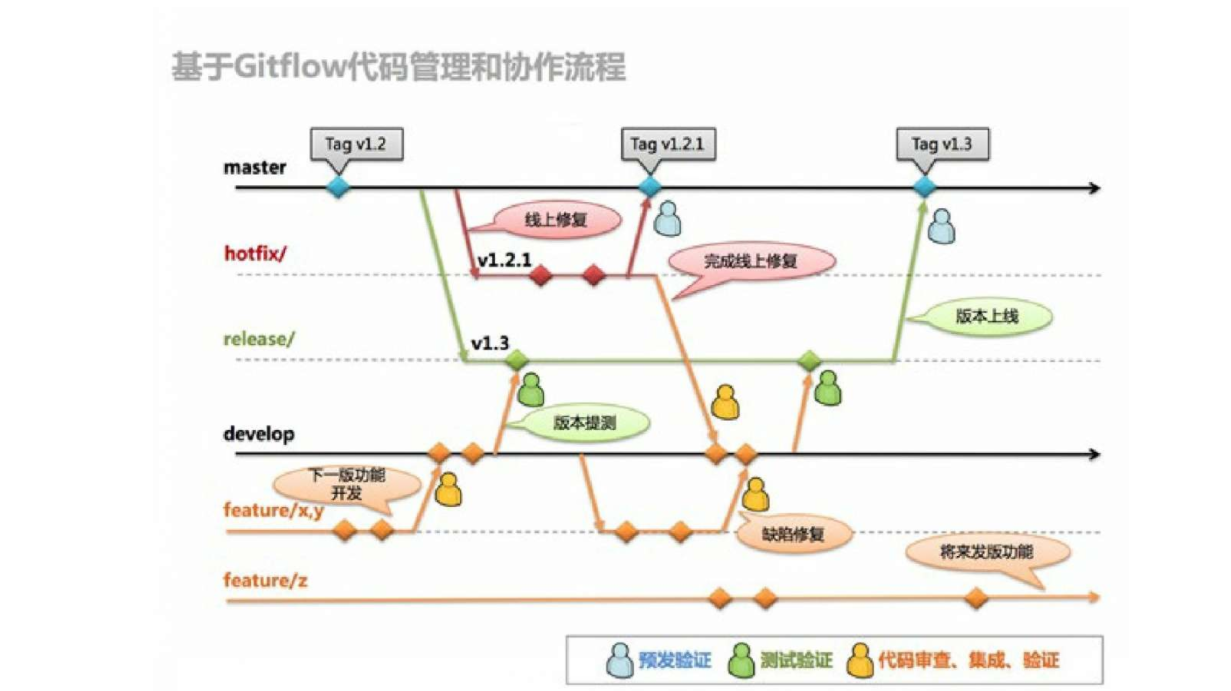 基于Gitflow代码管理和协作流程
Tag v1.2
Tag v1.2.1
Tag v1.3
master
线上修复
hotfix/
v1.2.1
完成线上修复
版本上线
release/
v1.3
版本提测
develop
下一版功能
开发
feature/x,y
缺陷修复
将来发版功能
feature/z
预发验证
测试验证
代码审查、集成、验证